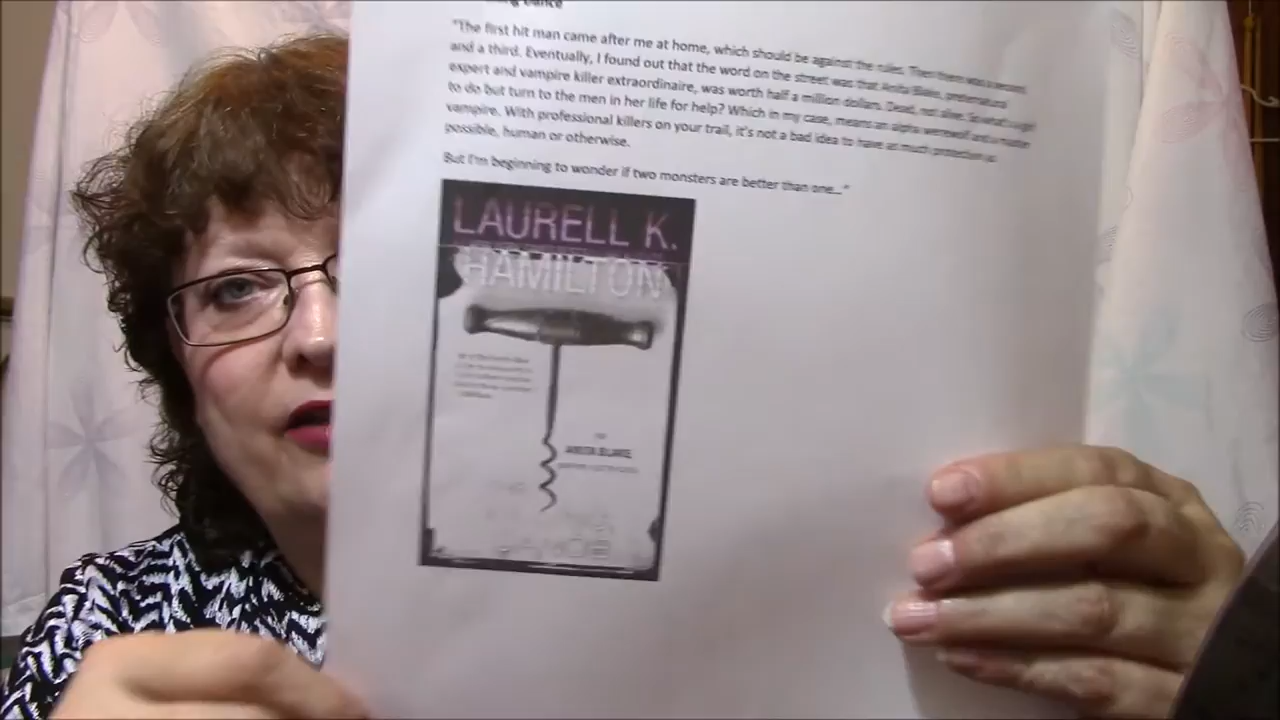 "The first hit man came after me at home, which should be against the rules. Then there was a second,
and a third. Eventually, I found out that the word on the street was that Anita Blake, preternatural
expert and vampire killer extraordinaire, was worth half a million dollars. Dead, not alive. So what
to do but turn to the men in her life for help? Which in my case, means an alpha werewolf and a master
vampire. With professional killers on your trail, it's not a bad idea to have as much protection as
possible, human or otherwise.
But I'm beginning to wonder if two monsters are better than one..."
LAURELL K.
HAMILTON
ANITA BLAKE